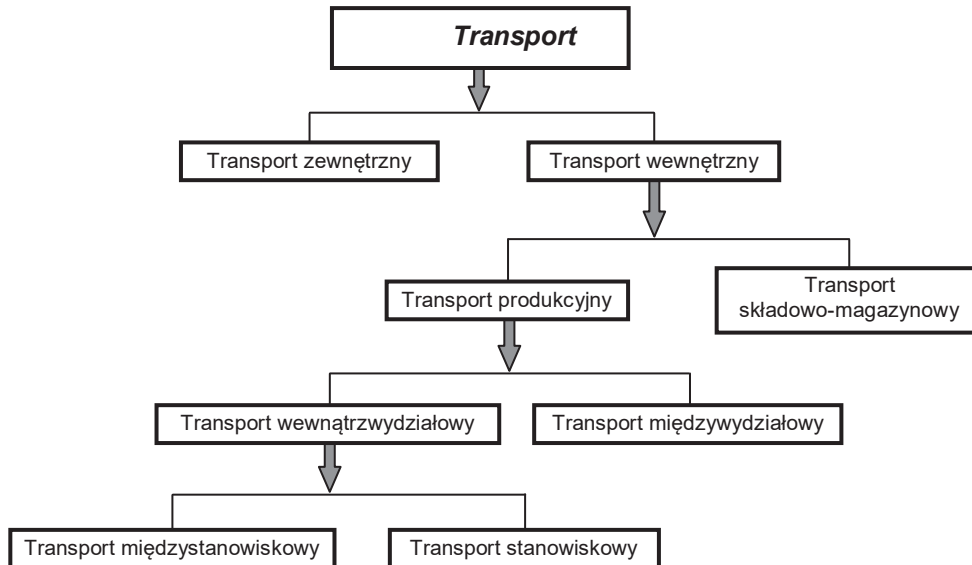 Transport
Transport zewnętrzny
Transport wewnętrzny
Transport produkcyjny
Transport
składowo-magazynowy
Transport wewnątrzwydziałowy
Transport międzywydziałowy
Transport międzystanowiskowy
Transport stanowiskowy